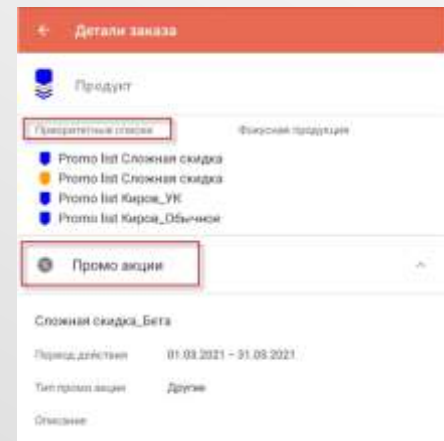 Детали заказа
Продукт
Приоритетные списки Фокусная продукция
Promo list Сложная скидка
Promo list Сложная скидка
Promo list Киров_УК
Promo list Киров_Обычное
Промо акции
Сложная скидка_Бета
Период действия 01.03.2021 – 31.03.2021
Тип промо акции Другие
Описание